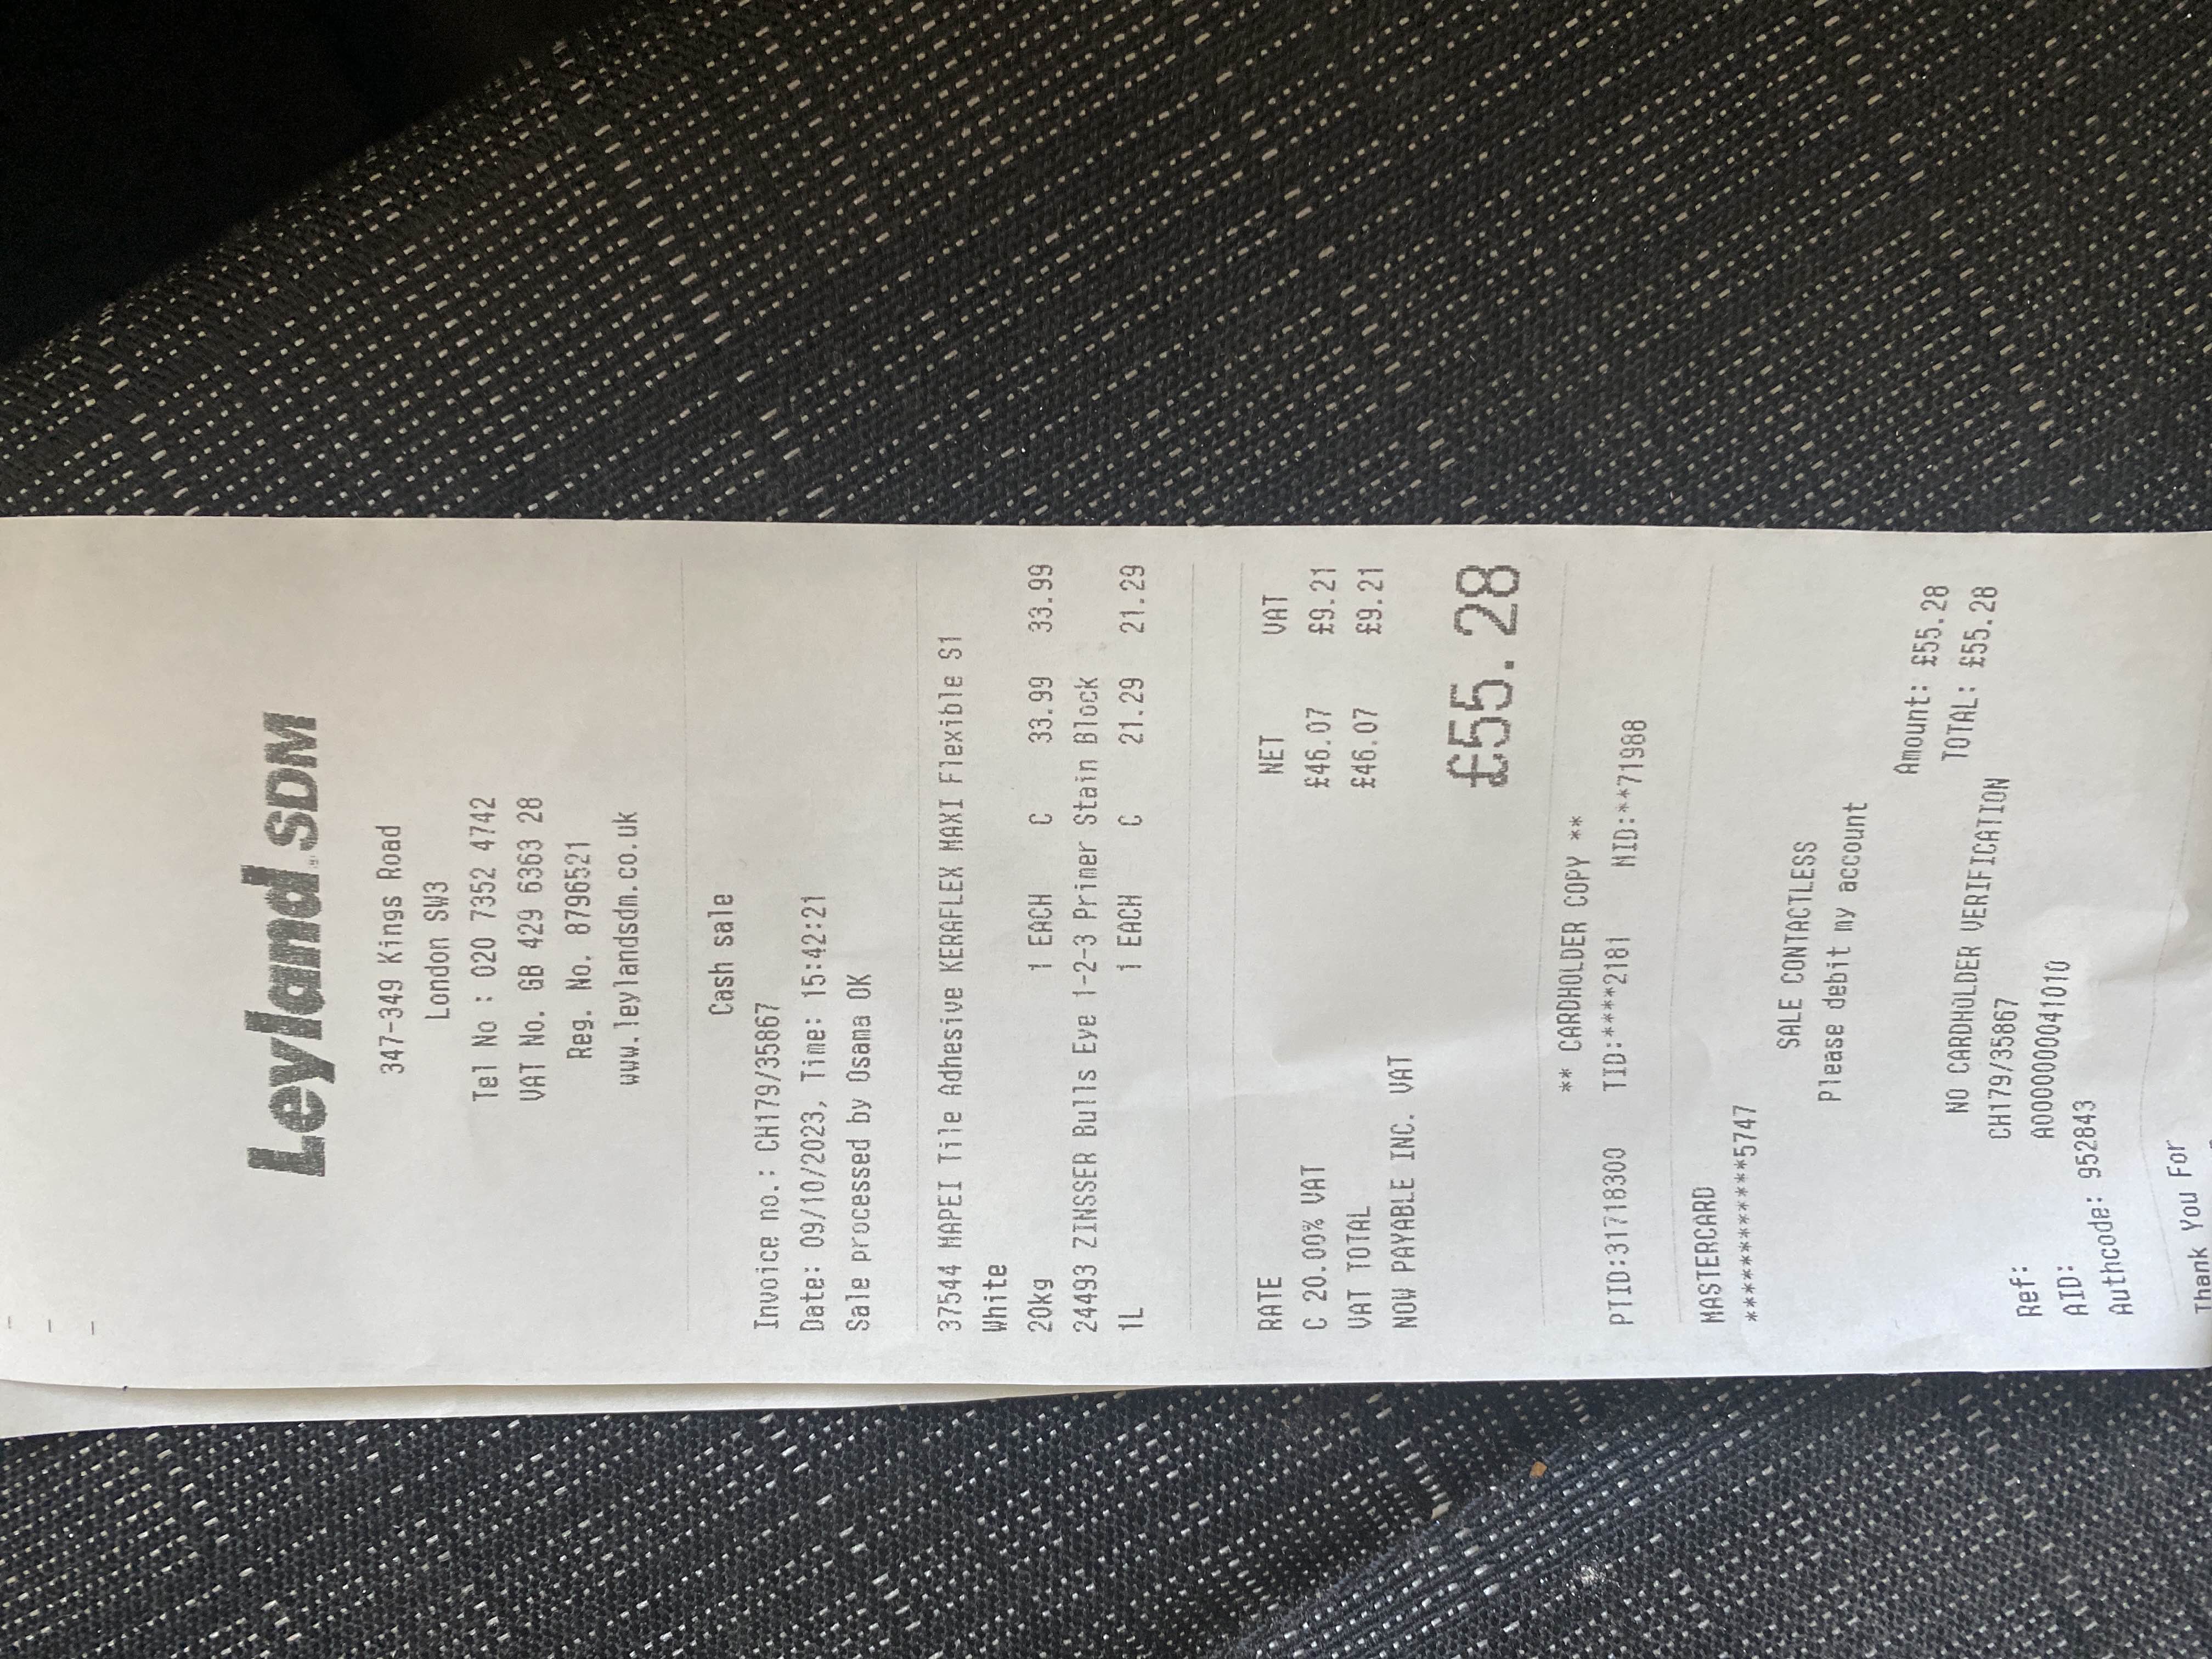 Leyland SDM
347-349 Kings Road
London SW3
Tel No : 020 7352 4742
VAT No. GB 429 6363 28
Reg. No. 8796521
www.leylandsdm.co.uk
Cash sale
Invoice no.: CH179/35867
Date: 09/10/2023, Time: 15:42:21
Sale processed by Osama OK
37544 MAPEI Tile Adhesive KERAFLEX MAXI Flexible S1
White
20kg 1 EACH C 33.99 33.99
24493 ZINSSER Bulls Eye 1-2-3 Primer Stain Block
1L 1 EACH C 21.29 21.29
RATE NET VAT
C 20.00% VAT £46.07 £9.21
VAT TOTAL £46.07 £9.21
NOW PAYABLE INC. VAT
£55.28
** CARDHOLDER COPY **
PTID:31718300 TID:****2181 MID:**71988
MASTERCARD
************5747
SALE CONTACTLESS
Please debit my account
Amount: £55.28
TOTAL: £55.28
NO CARDHOLDER VERIFICATION
Ref: CH179/35867
AID: A0000000041010
Authcode: 952843
Thank You For